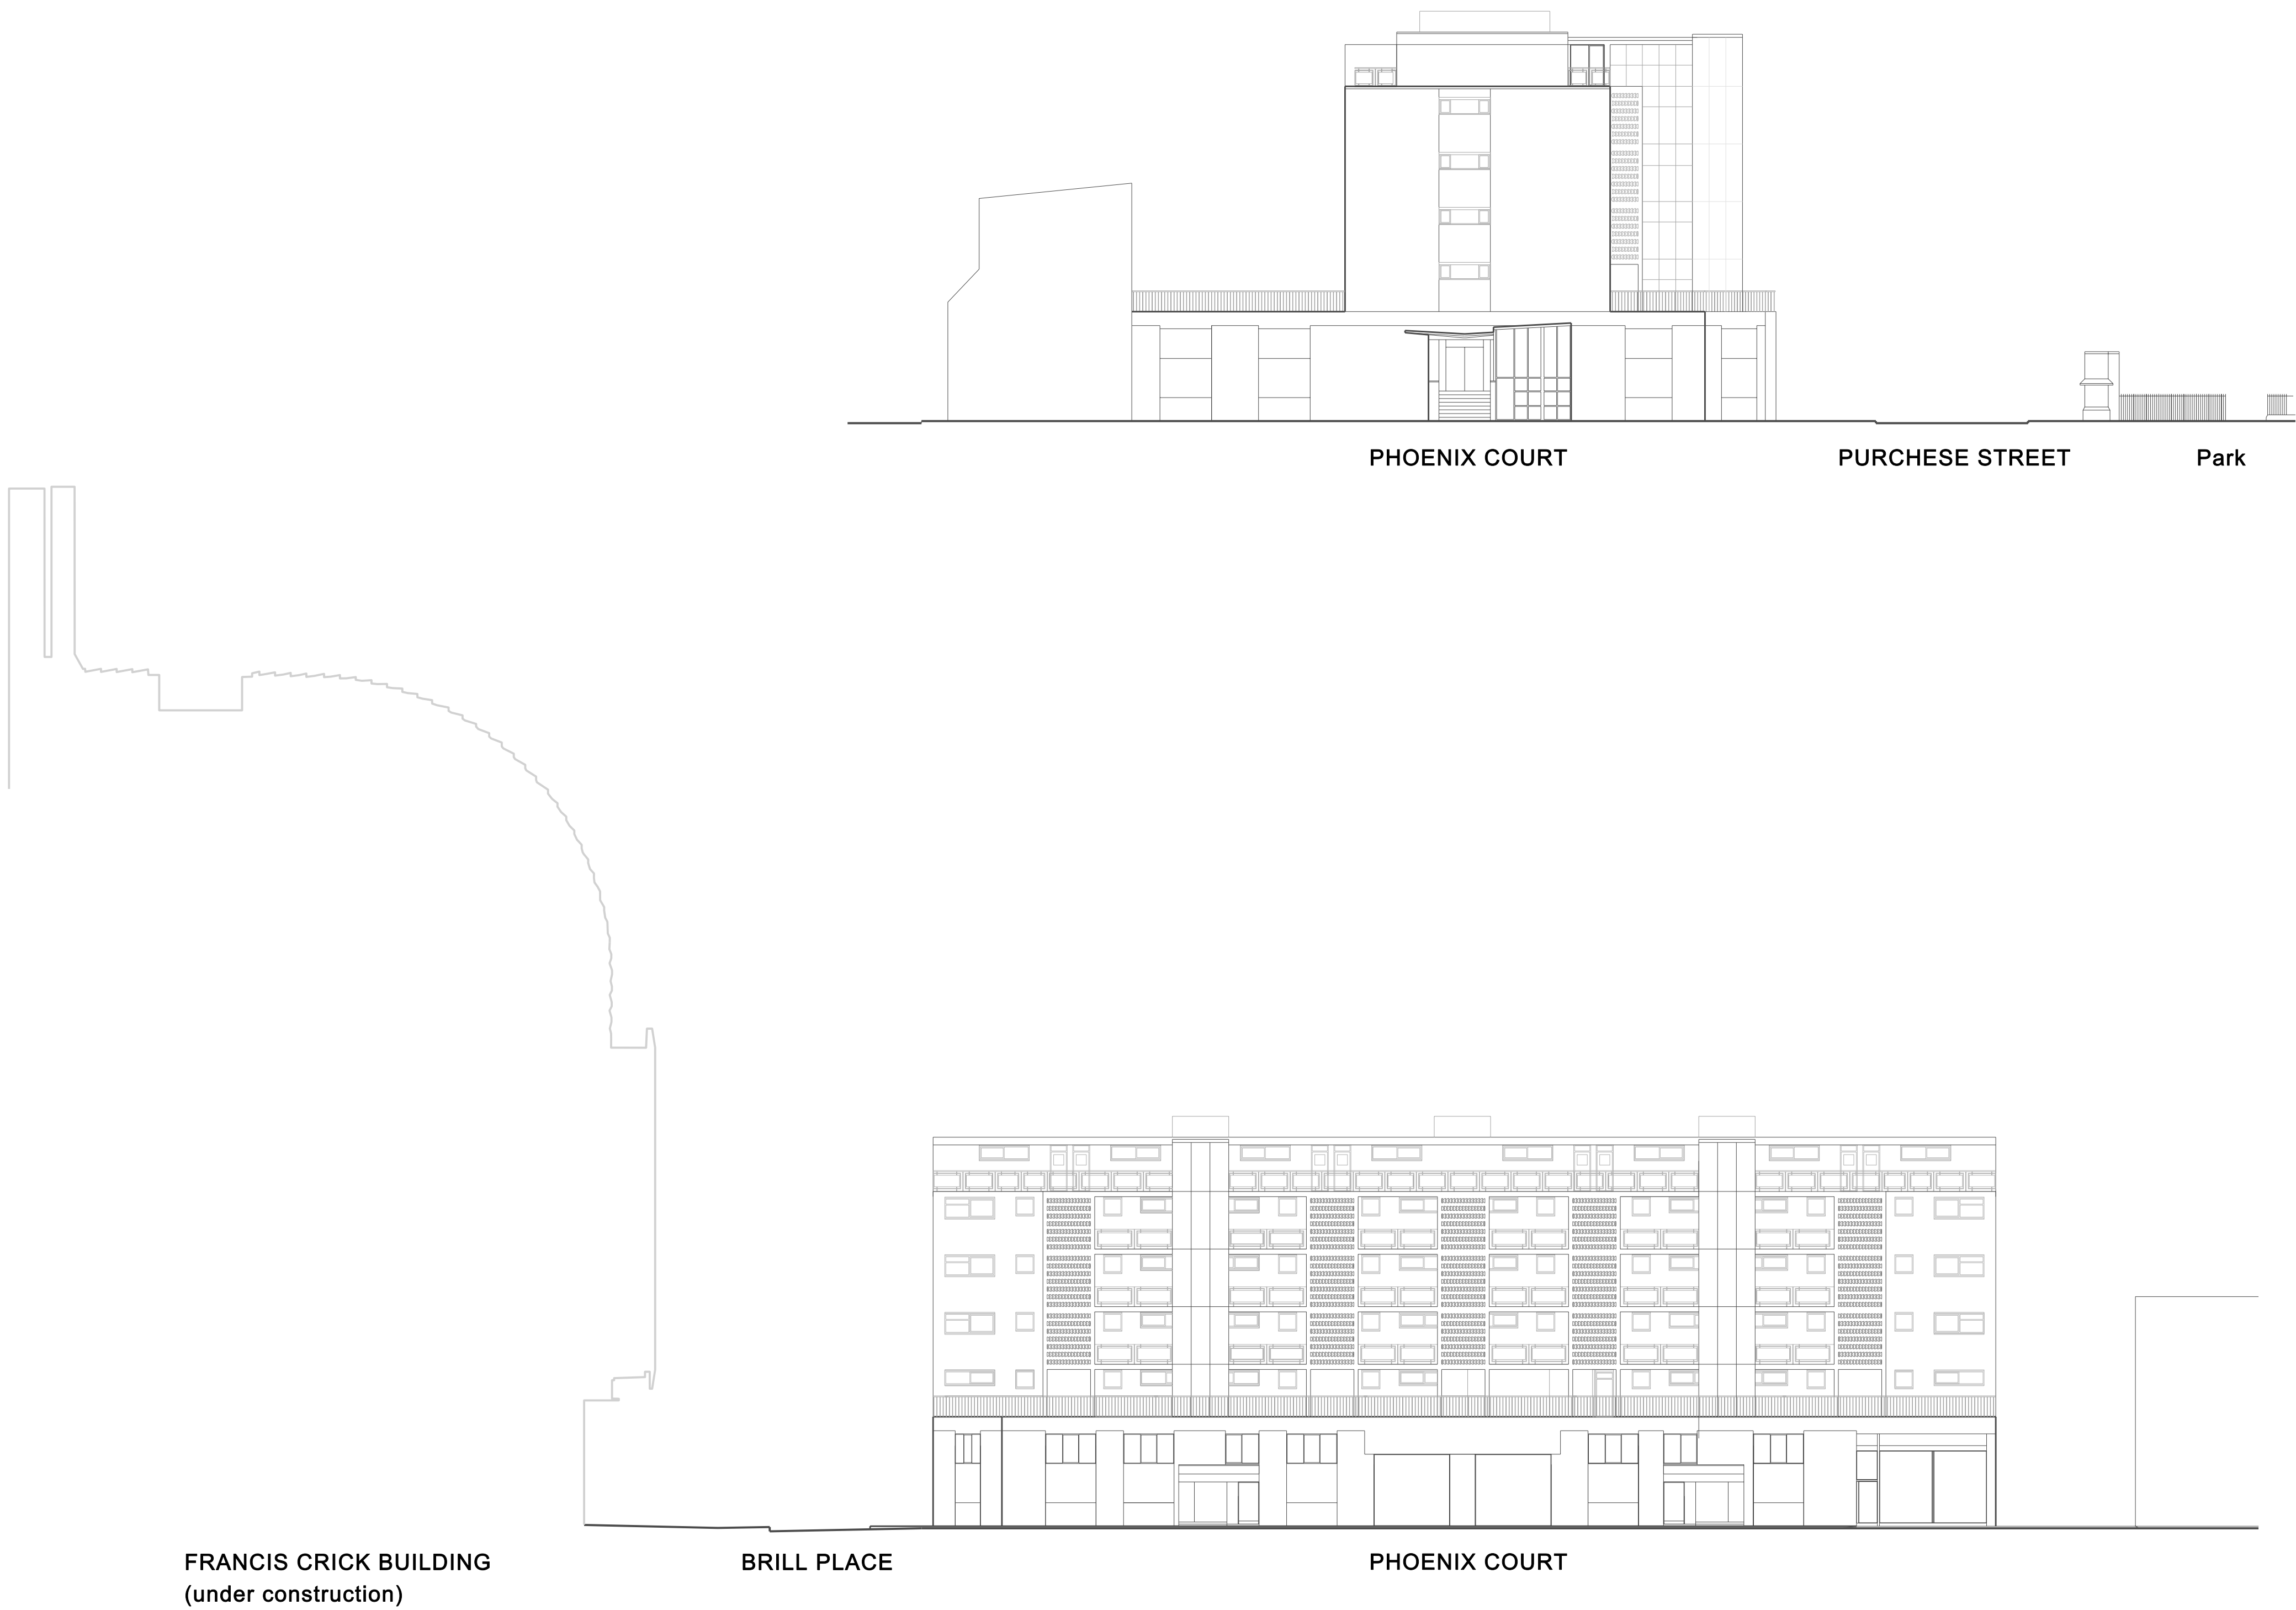 PHOENIX COURT
PURCHESE STREET
Park
FRANCIS CRICK BUILDING
(under construction)
BRILL PLACE
PHOENIX COURT